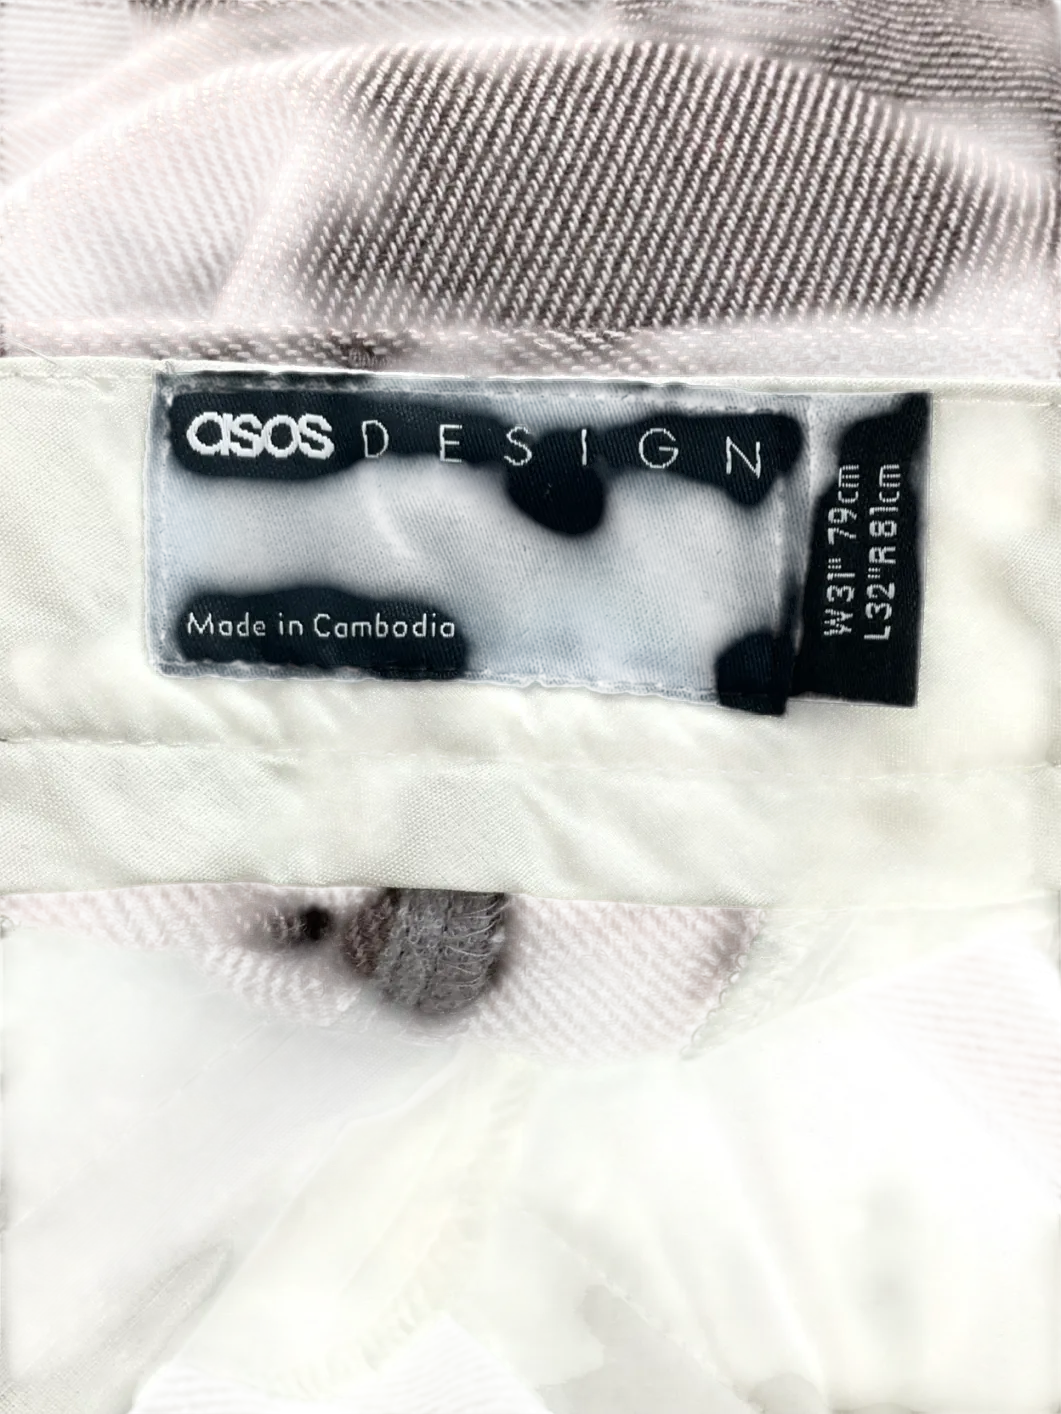 asos DESIGN
Made in Cambodia
W31" 79cm
L32"R 81cm